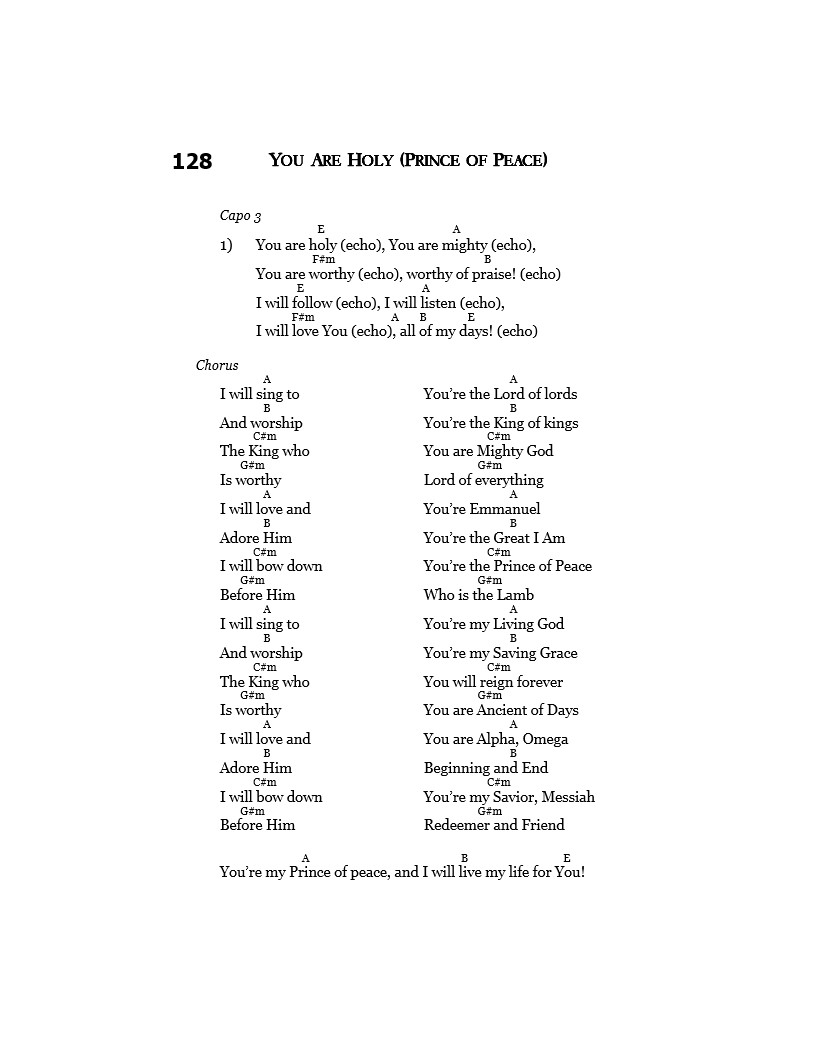 128 YOU ARE HOLY (PRINCE OF PEACE)
Capo 3
E A
1) You are holy (echo), You are mighty (echo),
F#m B
You are worthy (echo), worthy of praise! (echo)
E A
I will follow (echo), I will listen (echo),
F#m A B E
I will love You (echo), all of my days! (echo)
Chorus
A A
I will sing to You’re the Lord of lords
B B
And worship You’re the King of kings
C#m C#m
The King who You are Mighty God
G#m G#m
Is worthy Lord of everything
A A
I will love and You’re Emmanuel
B B
Adore Him You’re the Great I Am
C#m C#m
I will bow down You’re the Prince of Peace
G#m G#m
Before Him Who is the Lamb
A A
I will sing to You’re my Living God
B B
And worship You’re my Saving Grace
C#m C#m
The King who You will reign forever
G#m G#m
Is worthy You are Ancient of Days
A A
I will love and You are Alpha, Omega
B B
Adore Him Beginning and End
C#m C#m
I will bow down You’re my Savior, Messiah
G#m G#m
Before Him Redeemer and Friend
A B E
You’re my Prince of peace, and I will live my life for You!